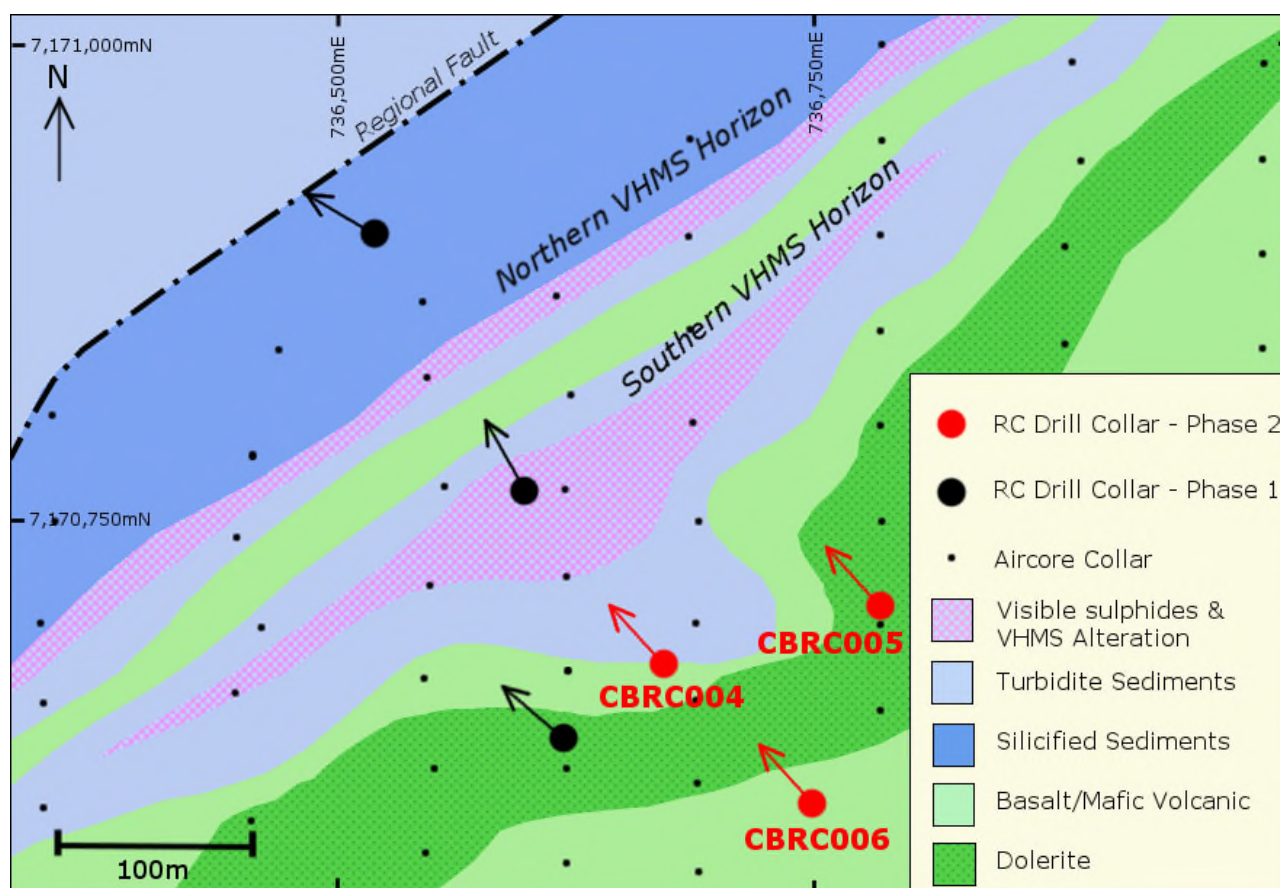 7,171,000mN
N
736,500mE
Regional Fault
736,750mE
Northern VHMS Horizon
Southern VHMS Horizon
7,170,750mN
CBRC005
CBRC004
CBRC006
100m
RC Drill Collar - Phase 2
RC Drill Collar - Phase 1
Aircore Collar
Visible sulphides &
VHMS Alteration
Turbidite Sediments
Silicified Sediments
Basalt/Mafic Volcanic
Dolerite